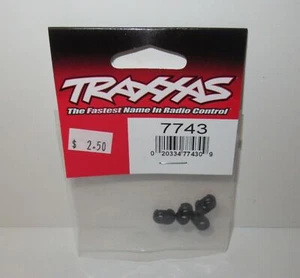 TRAXXAS
The Fastest Name In Radio Control
$ 2.50
7743
0 20334 77430 9